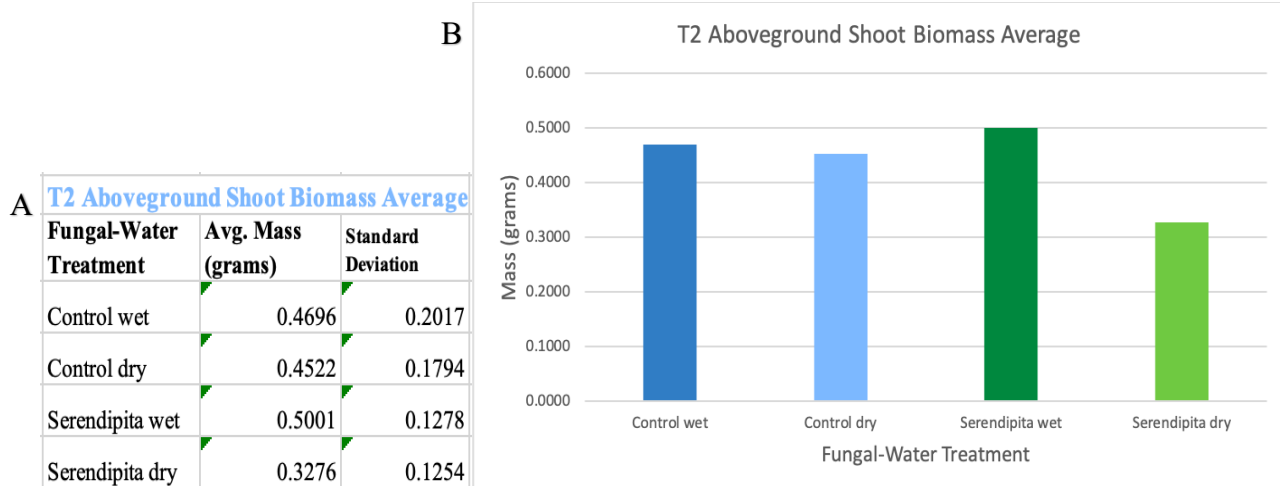 A
T2 Aboveground Shoot Biomass Average
Fungal-Water Treatment Avg. Mass (grams) Standard Deviation
Control wet 0.4696 0.2017
Control dry 0.4522 0.1794
Serendipita wet 0.5001 0.1278
Serendipita dry 0.3276 0.1254
B
T2 Aboveground Shoot Biomass Average
Mass (grams)
0.6000
0.5000
0.4000
0.3000
0.2000
0.1000
0.0000
Control wet Control dry Serendipita wet Serendipita dry
Fungal-Water Treatment